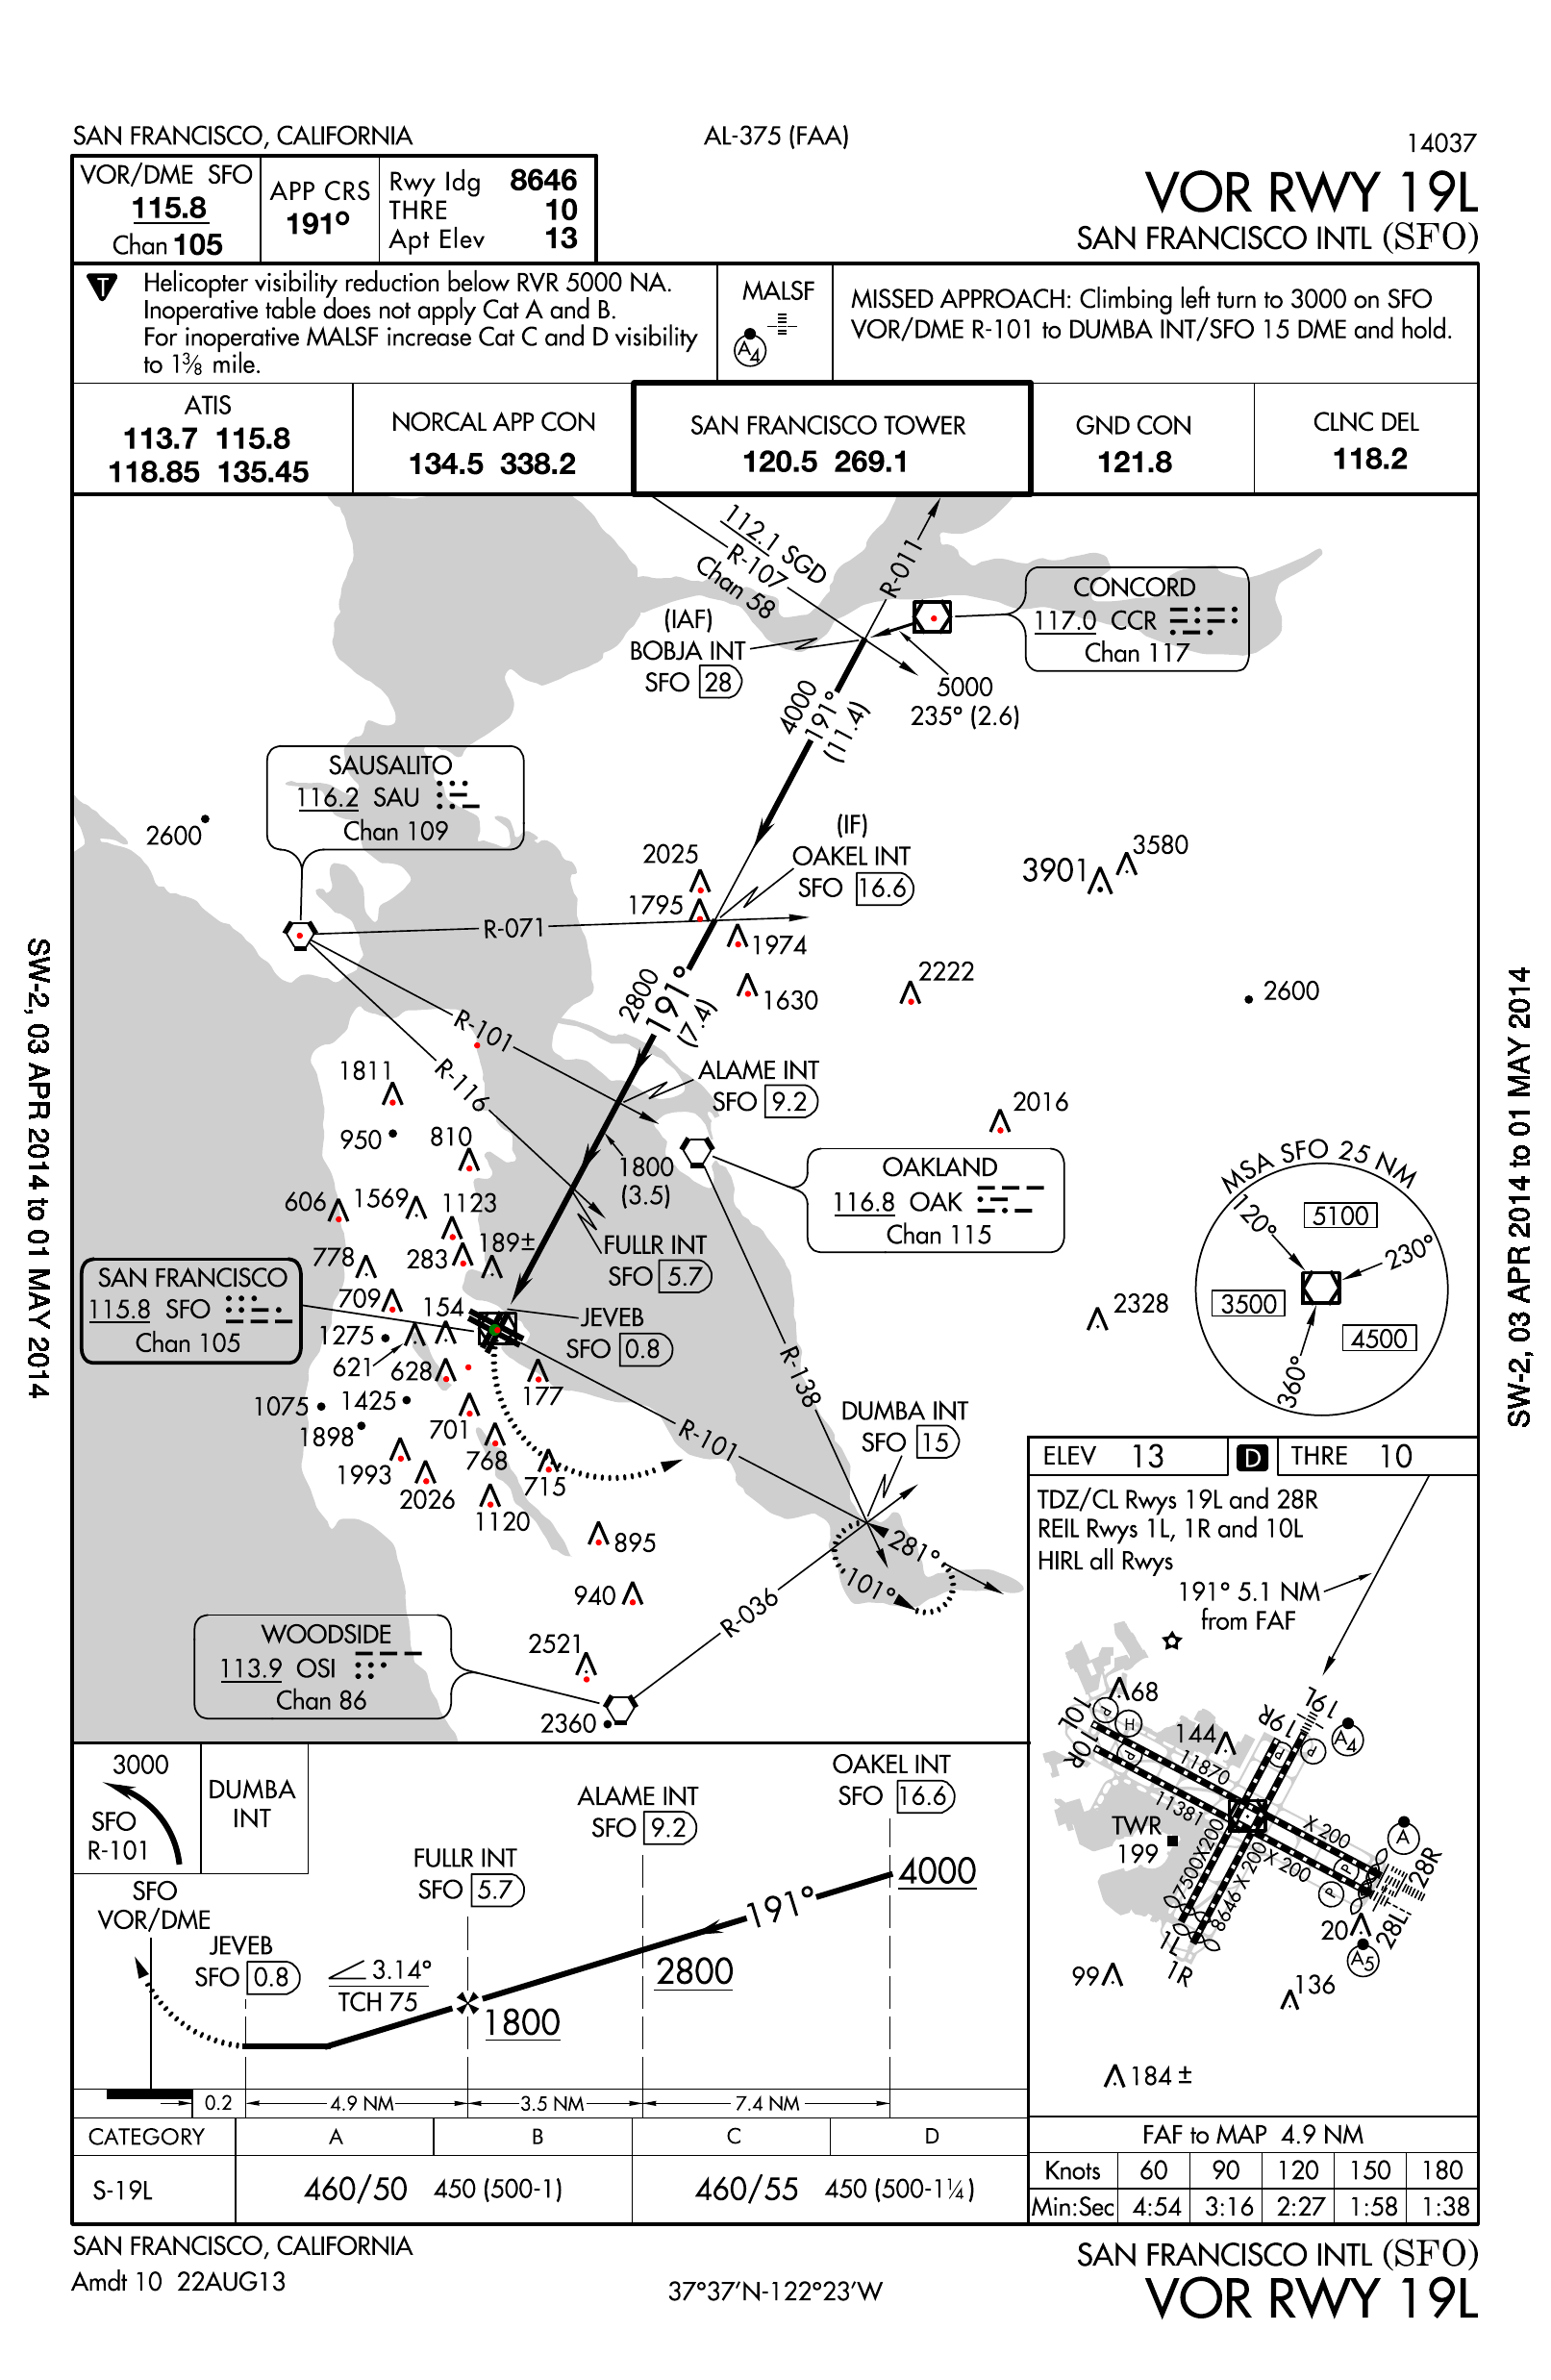 SAN FRANCISCO, CALIFORNIA
AL-375 (FAA)
14037
VOR RWY 19L
SAN FRANCISCO INTL (SFO)
VOR/DME SFO
115.8
Chan 105
APP CRS
191°
Rwy ldg 8646
THRE 10
Apt Elev 13
T
Helicopter visibility reduction below RVR 5000 NA.
Inoperative table does not apply Cat A and B.
For inoperative MALSF increase Cat C and D visibility
to 1⅜ mile.
MALSF
A4
MISSED APPROACH: Climbing left turn to 3000 on SFO
VOR/DME R-101 to DUMBA INT/SFO 15 DME and hold.
ATIS
113.7 115.8
118.85 135.45
NORCAL APP CON
134.5 338.2
SAN FRANCISCO TOWER
120.5 269.1
GND CON
121.8
CLNC DEL
118.2
112.1 SGD
R-107
Chan 58
R-011
CONCORD
117.0 CCR
Chan 117
(IAF)
BOBJA INT
SFO 28
5000
235° (2.6)
4000
191°
(11.4)
SAUSALITO
116.2 SAU
Chan 109
2600
(IF)
OAKEL INT
SFO 16.6
2025
1795
3901
3580
R-071
1974
1630
2222
2600
2800
191°
(7.4)
R-101
R-116
ALAME INT
SFO 9.2
1811
950
810
2016
1800
(3.5)
OAKLAND
116.8 OAK
Chan 115
606
1569
1123
778
283
189±
FULLR INT
SFO 5.7
SAN FRANCISCO
115.8 SFO
Chan 105
709
154
1275
621
628
JEVEB
SFO 0.8
177
R-138
2328
MSA SFO 25 NM
120°
5100
230°
3500
4500
360°
1075
1425
1898
701
768
715
1993
2026
1120
R-101
DUMBA INT
SFO 15
281°
101°
895
940
R-036
2521
WOODSIDE
113.9 OSI
Chan 86
2360
ELEV 13
D
THRE 10
TDZ/CL Rwys 19L and 28R
REIL Rwys 1L, 1R and 10L
HIRL all Rwys
191° 5.1 NM
from FAF
68
10L
10R
P
H
P
144
19R
19L
P
P
A4
11870
11381
TWR
199
7500X200
8646 X 200
X 200
X 200
A
P
P
28R
28L
20
A5
1L
1R
99
136
184 ±
3000
SFO
R-101
DUMBA
INT
SFO
VOR/DME
JEVEB
SFO 0.8
3.14°
TCH 75
FULLR INT
SFO 5.7
1800
ALAME INT
SFO 9.2
2800
191°
OAKEL INT
SFO 16.6
4000
0.2
4.9 NM
3.5 NM
7.4 NM
CATEGORY A B C D
S-19L 460/50 450 (500-1) 460/55 450 (500-1¼)
FAF to MAP 4.9 NM
Knots 60 90 120 150 180
Min:Sec 4:54 3:16 2:27 1:58 1:38
SAN FRANCISCO, CALIFORNIA
Amdt 10 22AUG13
37°37'N-122°23'W
SAN FRANCISCO INTL (SFO)
VOR RWY 19L
SW-2, 03 APR 2014 to 01 MAY 2014
SW-2, 03 APR 2014 to 01 MAY 2014